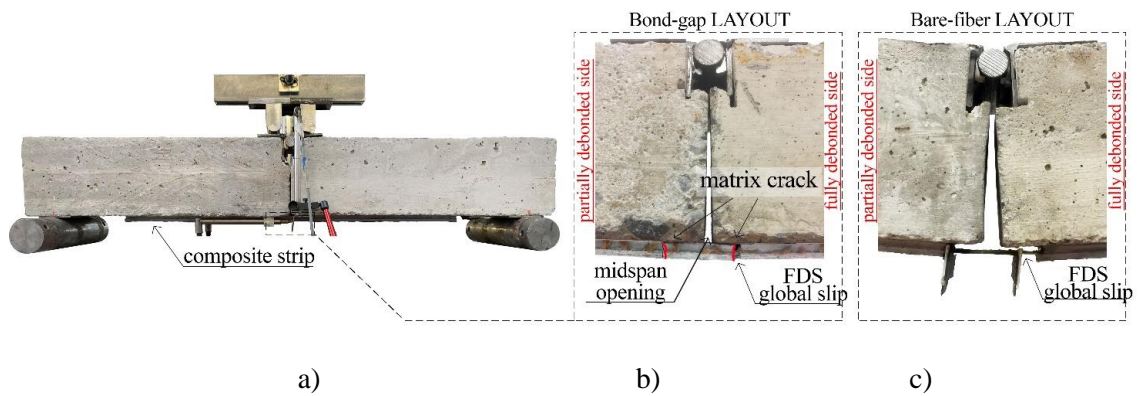 Bond-gap LAYOUT
Bare-fiber LAYOUT
partially debonded side
fully debonded side
partially debonded side
fully debonded side
matrix crack
composite strip
midspan
opening
FDS
global slip
FDS
global slip
a)
b)
c)